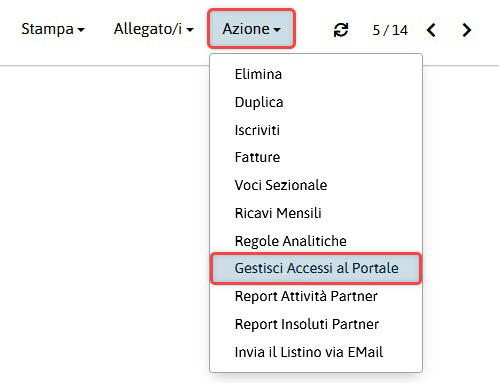 Stampa Allegato/i Azione 5 / 14
Elimina
Duplica
Iscriviti
Fatture
Voci Sezionale
Ricavi Mensili
Regole Analitiche
Gestisci Accessi al Portale
Report Attività Partner
Report Insoluti Partner
Invia il Listino via EMail